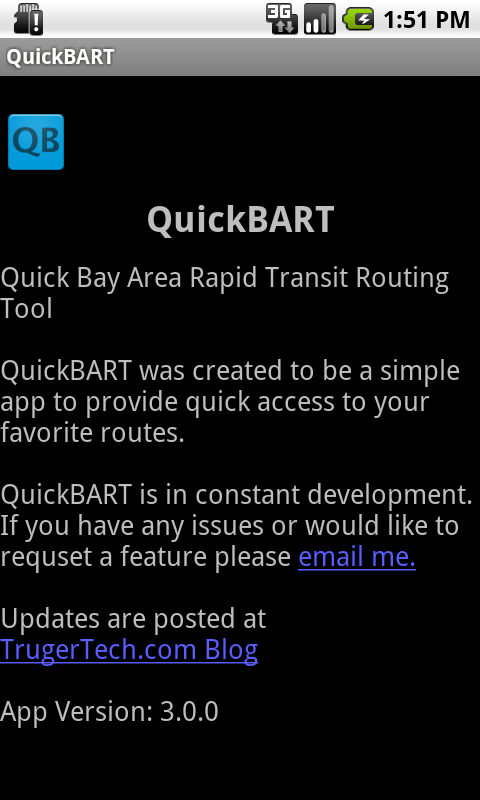 3G
1:51 PM
QuickBART
QB
QuickBART
Quick Bay Area Rapid Transit Routing
Tool
QuickBART was created to be a simple
app to provide quick access to your
favorite routes.
QuickBART is in constant development.
If you have any issues or would like to
requset a feature please email me.
Updates are posted at
TrugerTech.com Blog
App Version: 3.0.0